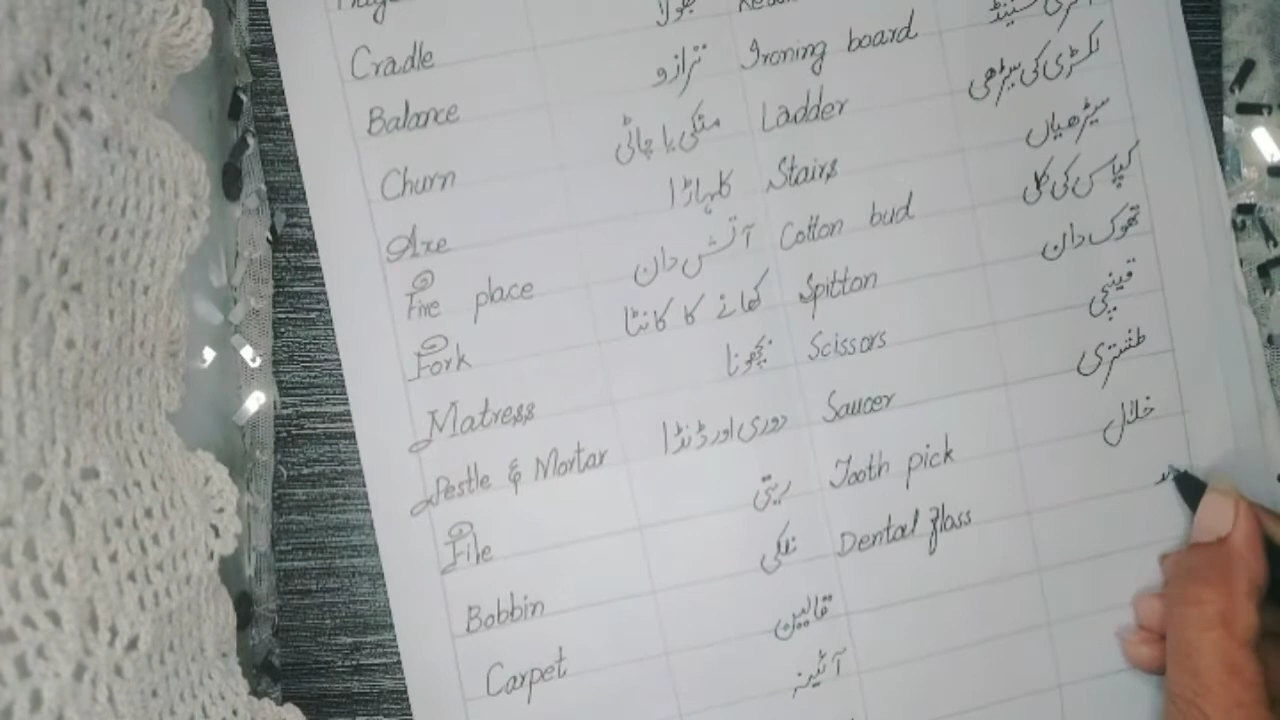 Cradle جھولا
Balance ترازو Ironing board
Churn مٹکی یا چاٹی Ladder لکڑی کی سیڑھی
Axe کلہاڑا Stairs سیڑھیاں
Fire place آتش دان Cotton bud کپاس کی کل
Fork کھانے کا کانٹا Spitton تھوک دان
Matress بچھونا Scissors قینچی
Pestle & Mortar دوری اور ڈنڈا Saucer طشتری
File ریتی Tooth pick خلال
Bobbin نلکی Dental floss
Carpet قالین
آئینہ